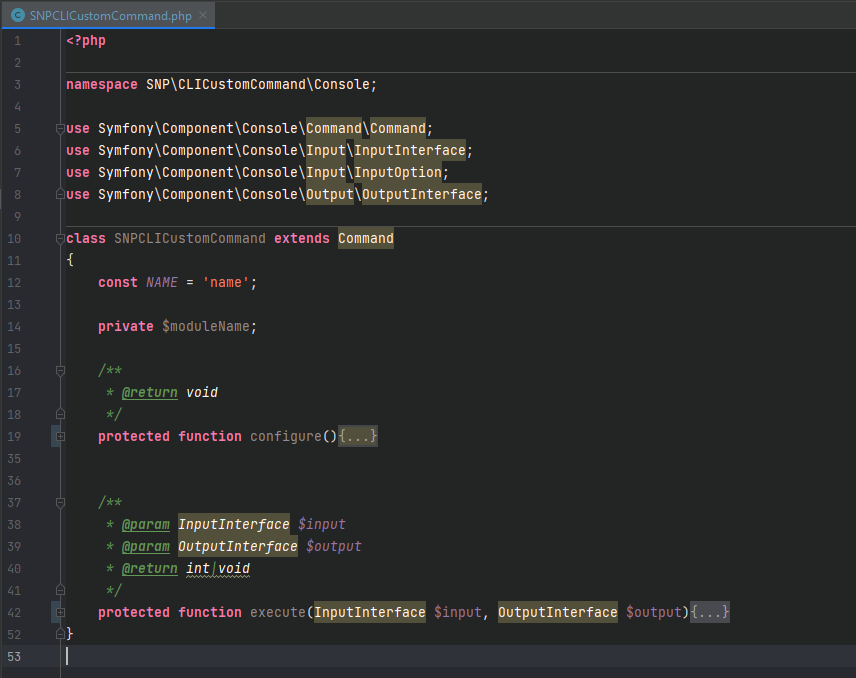 SNPCLICustomCommand.php
1 <?php
2
3 namespace SNP\CLICustomCommand\Console;
4
5 use Symfony\Component\Console\Command\Command;
6 use Symfony\Component\Console\Input\InputInterface;
7 use Symfony\Component\Console\Input\InputOption;
8 use Symfony\Component\Console\Output\OutputInterface;
9
10 class SNPCLICustomCommand extends Command
11 {
12     const NAME = 'name';
13
14     private $moduleName;
15
16     /**
17      * @return void
18      */
19     protected function configure(){...}
35
36
37     /**
38      * @param InputInterface $input
39      * @param OutputInterface $output
40      * @return int|void
41      */
42     protected function execute(InputInterface $input, OutputInterface $output){...}
52 }
53